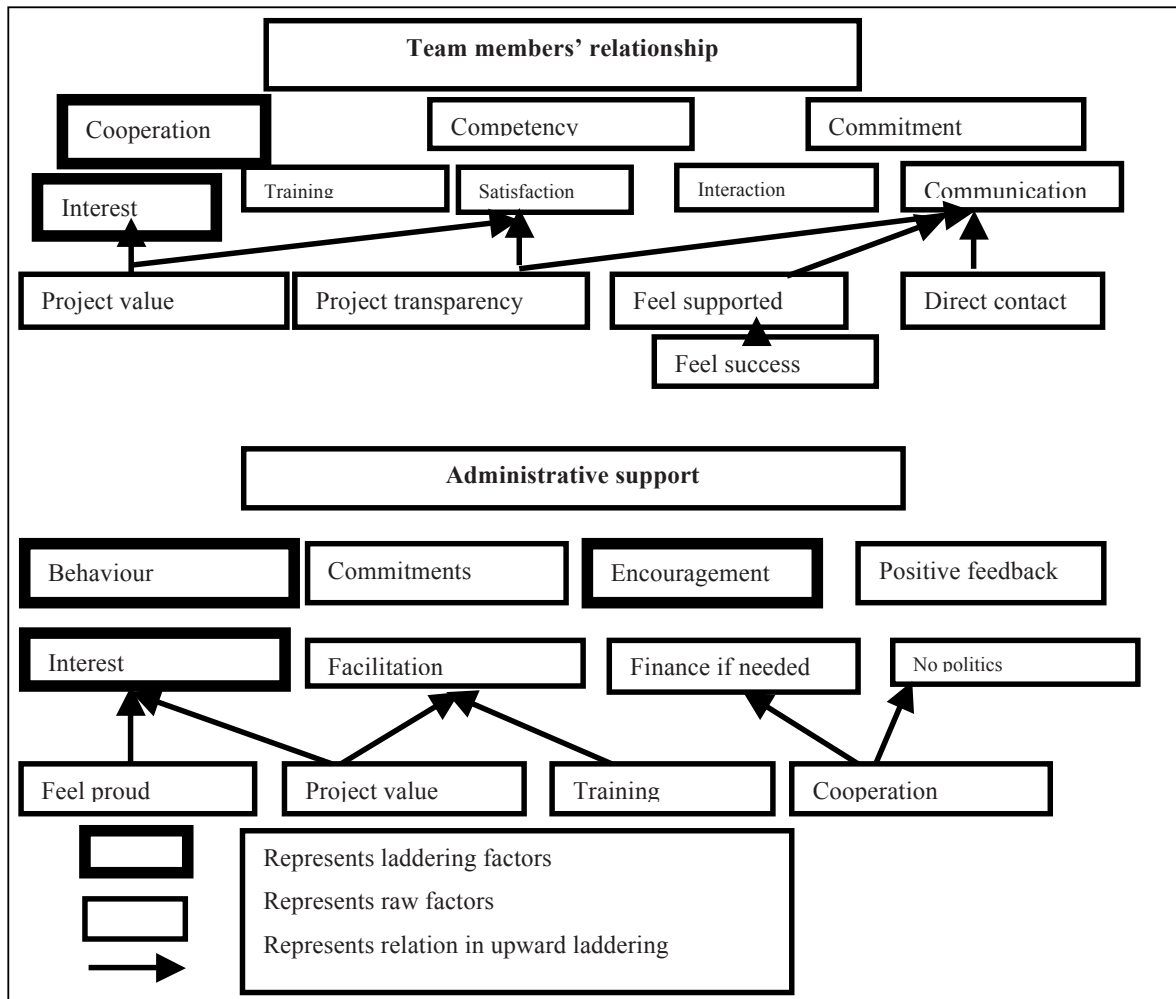 Team members’ relationship
Cooperation
Competency
Commitment
Interest
Training
Satisfaction
Interaction
Communication
Project value
Project transparency
Feel supported
Direct contact
Feel success
Administrative support
Behaviour
Commitments
Encouragement
Positive feedback
Interest
Facilitation
Finance if needed
No politics
Feel proud
Project value
Training
Cooperation
Represents laddering factors
Represents raw factors
Represents relation in upward laddering